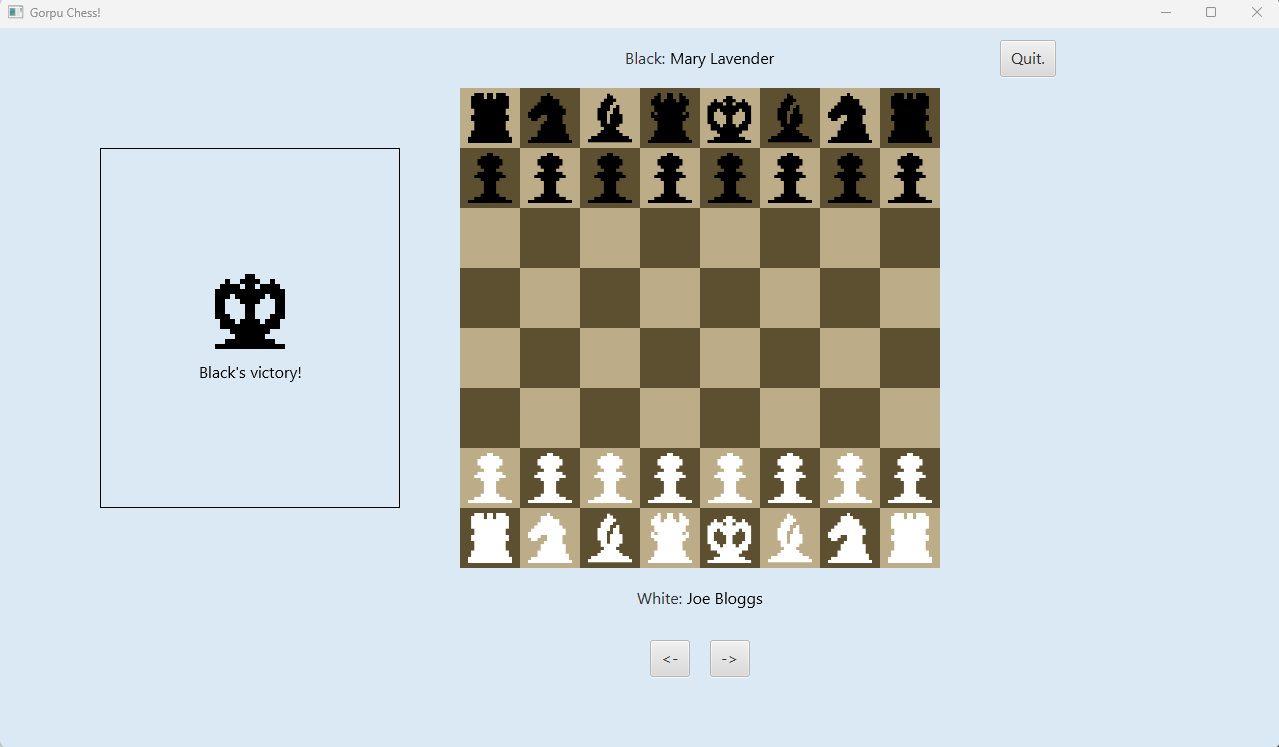 Gorpu Chess!
Black: Mary Lavender
Quit.
Black's victory!
White: Joe Bloggs
<-
->